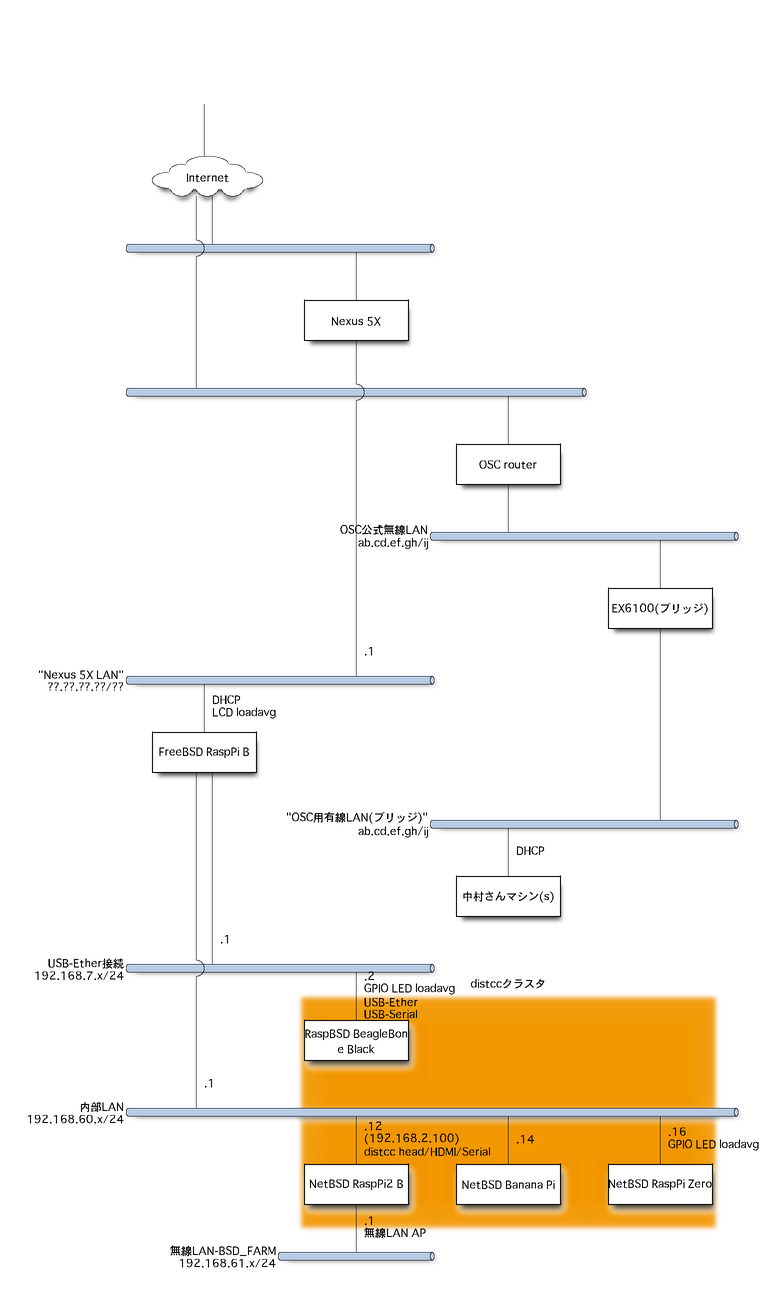 Internet
Nexus 5X
OSC router
OSC公式無線LAN
ab.cd.ef.gh/ij
EX6100(ブリッジ)
.1
"Nexus 5X LAN"
??.??.??.??/??
DHCP
LCD loadavg
FreeBSD RaspPi B
"OSC用有線LAN(ブリッジ)"
ab.cd.ef.gh/ij
DHCP
中村さんマシン(s)
.1
USB-Ether接続
192.168.7.x/24
.2
GPIO LED loadavg
USB-Ether
USB-Serial
distccクラスタ
RaspBSD BeagleBon
e Black
.1
内部LAN
192.168.60.x/24
.12
(192.168.2.100)
distcc head/HDMI/Serial
.14
.16
GPIO LED loadavg
NetBSD RaspPi2 B
NetBSD Banana Pi
NetBSD RaspPi Zero
.1
無線LAN AP
無線LAN-BSD_FARM
192.168.61.x/24